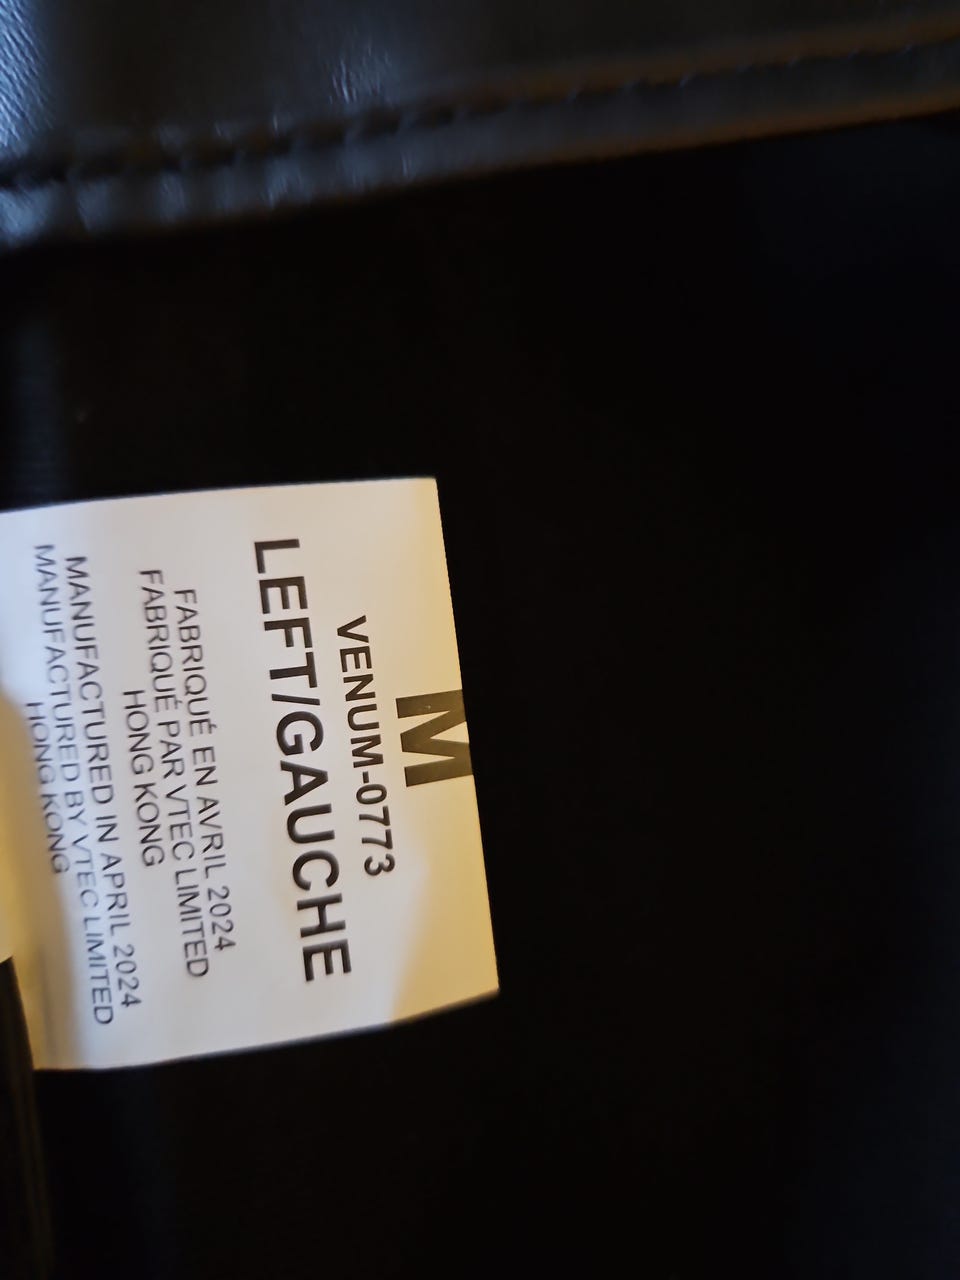 M
VENUM-0773
LEFT/GAUCHE
FABRIQUÉ EN AVRIL 2024
FABRIQUÉ PAR VTEC LIMITED
HONG KONG
MANUFACTURED IN APRIL 2024
MANUFACTURED BY VTEC LIMITED
HONG KONG